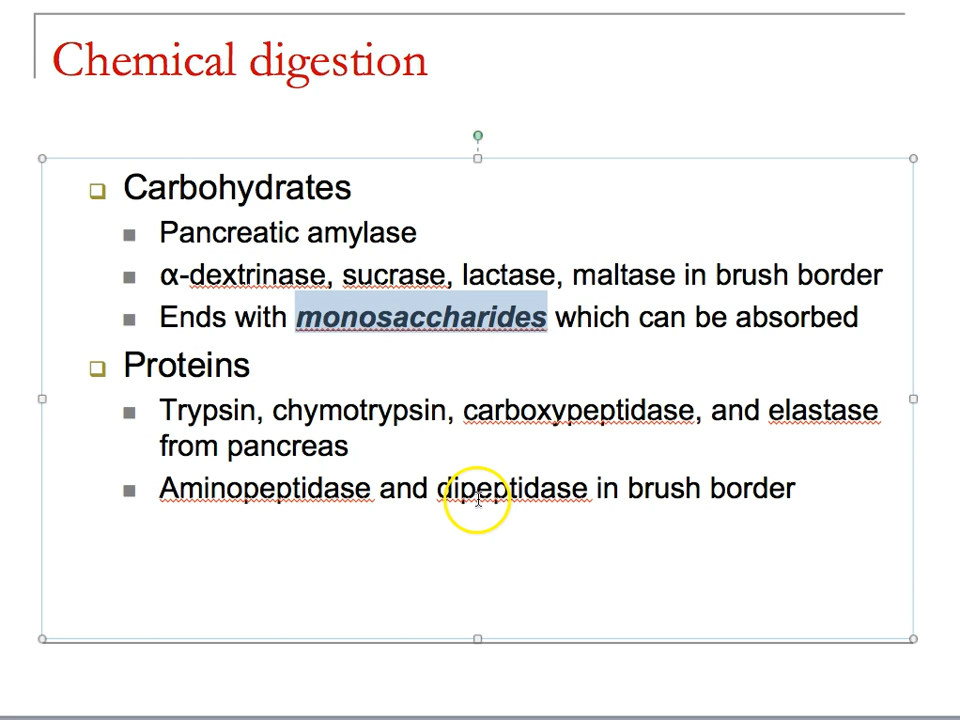 Chemical digestion
Carbohydrates
Pancreatic amylase
α-dextrinase, sucrase, lactase, maltase in brush border
Ends with monosaccharides which can be absorbed
Proteins
Trypsin, chymotrypsin, carboxypeptidase, and elastase
from pancreas
Aminopeptidase and dipeptidase in brush border